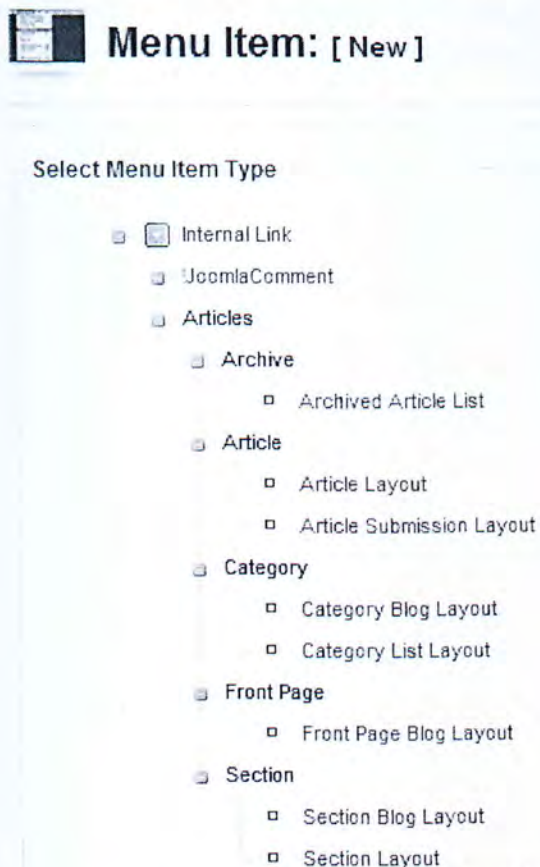 Menu Item: [ New ]
Select Menu Item Type
Internal Link
JoomlaComment
Articles
Archive
Archived Article List
Article
Article Layout
Article Submission Layout
Category
Category Blog Layout
Category List Layout
Front Page
Front Page Blog Layout
Section
Section Blog Layout
Section Layout